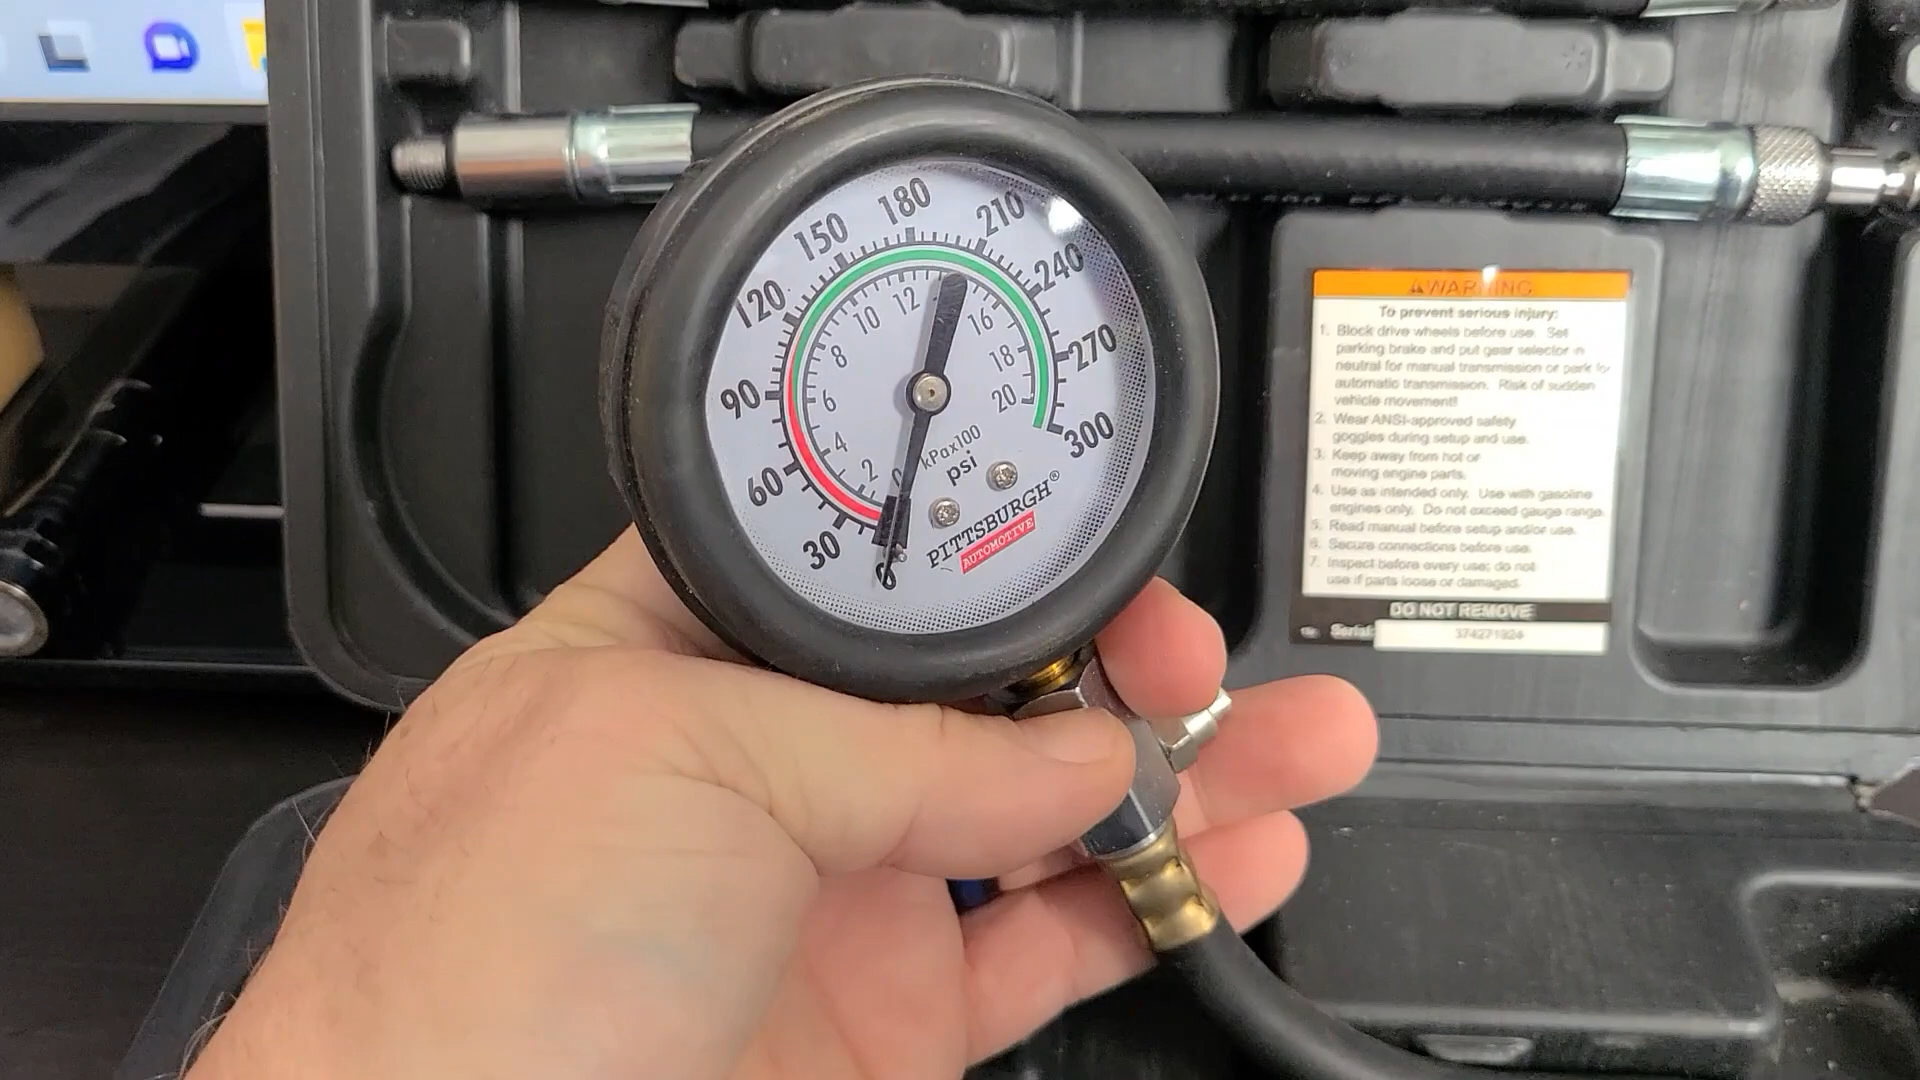 180
210
150
240
120
12
16
10
8
18
270
90
6
20
300
4
kPax100
2
0
psi
60
PITTSBURGH®
AUTOMOTIVE
30
0
⚠WARNING
To prevent serious injury:
1. Block drive wheels before use. Set
parking brake and put gear selector in
neutral for manual transmission or park for
automatic transmission. Risk of sudden
vehicle movement!
2. Wear ANSI-approved safety
goggles during setup and use.
3. Keep away from hot or
moving engine parts.
4. Use as intended only. Use with gasoline
engines only. Do not exceed gauge range.
5. Read manual before setup and/or use.
6. Secure connections before use.
7. Inspect before every use; do not
use if parts loose or damaged.
DO NOT REMOVE
Serial:
374271924